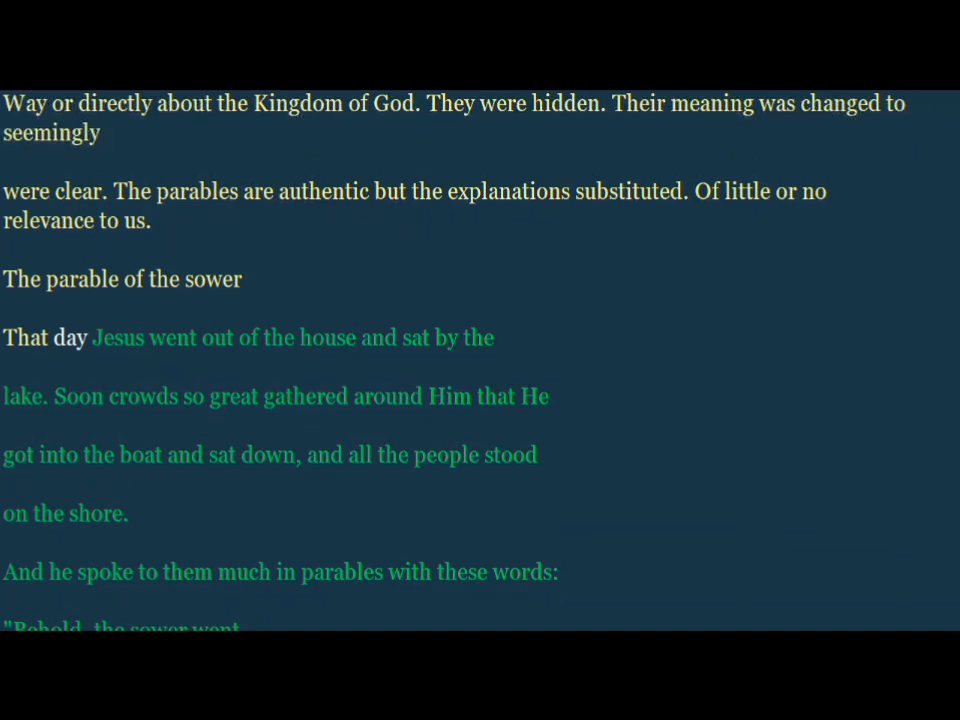 Way or directly about the Kingdom of God. They were hidden. Their meaning was changed to
seemingly
were clear. The parables are authentic but the explanations substituted. Of little or no
relevance to us.
The parable of the sower
That day Jesus went out of the house and sat by the
lake. Soon crowds so great gathered around Him that He
got into the boat and sat down, and all the people stood
on the shore.
And he spoke to them much in parables with these words:
"Behold, the sower went